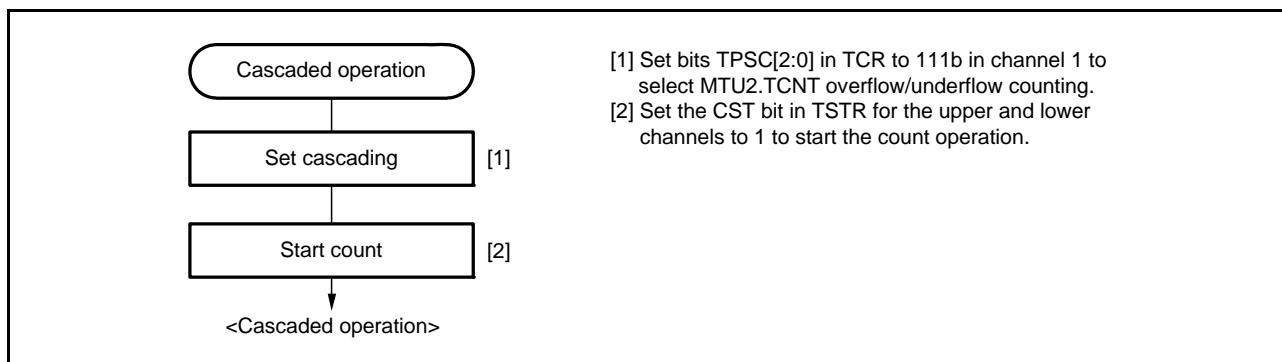 Cascaded operation
Set cascading
[1]
Start count
[2]
<Cascaded operation>
[1] Set bits TPSC[2:0] in TCR to 111b in channel 1 to
select MTU2.TCNT overflow/underflow counting.
[2] Set the CST bit in TSTR for the upper and lower
channels to 1 to start the count operation.